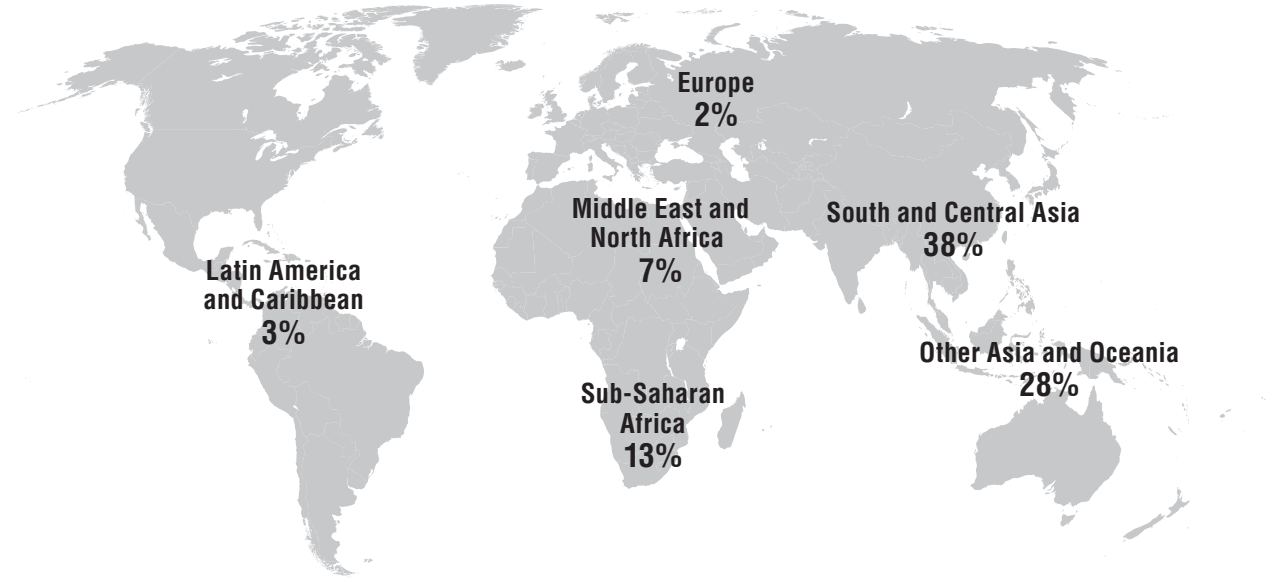 Europe
2%
Middle East and
North Africa
7%
South and Central Asia
38%
Latin America
and Caribbean
3%
Other Asia and Oceania
28%
Sub-Saharan
Africa
13%